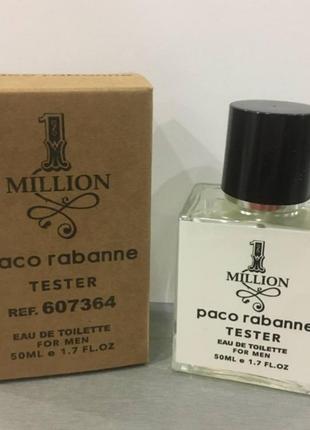 1
MILLION
paco rabanne
TESTER
REF. 607364
EAU DE TOILETTE
FOR MEN
50ML e 1.7 FL.OZ
1
MILLION
paco rabanne
TESTER
EAU DE TOILETTE
FOR MEN
50ML e 1.7 FL.OZ